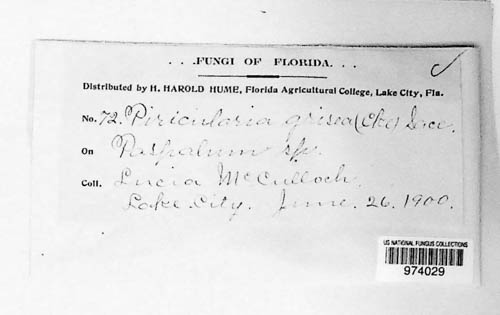 . . .FUNGI OF FLORIDA. . .
Distributed by H. HAROLD HUME, Florida Agricultural College, Lake City, Fla.
No. 72. Piricularia grisea (Cke) Sacc.
On Paspalum sp.
Coll. Lucia McCulloch.
Lake City. June. 26. 1900.
US NATIONAL FUNGUS COLLECTIONS
974029